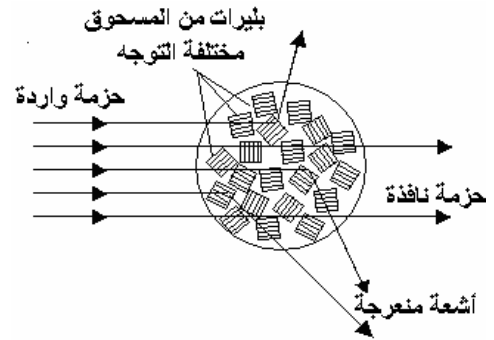 بليرات من المسحوق
مختلفة التوجه
حزمة واردة
حزمة نافذة
أشعة منعرجة